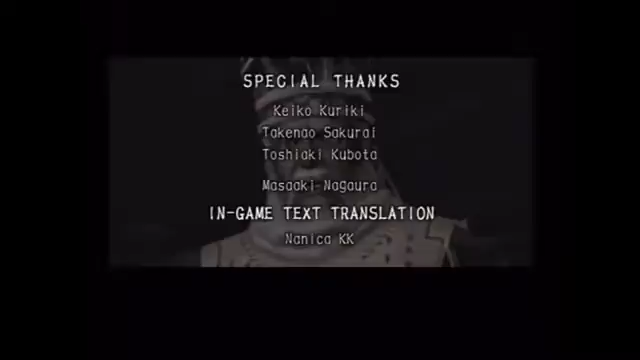 SPECIAL THANKS
Keiko Kuriki
Takenao Sakurai
Toshiaki Kubota
Masaaki Nagaura
IN-GAME TEXT TRANSLATION
Nanica KK